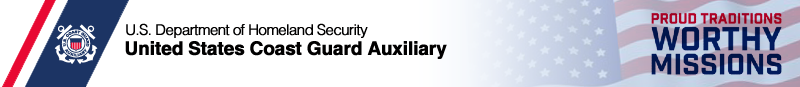 U.S. Department of Homeland Security
United States Coast Guard Auxiliary
PROUD TRADITIONS
WORTHY
MISSIONS